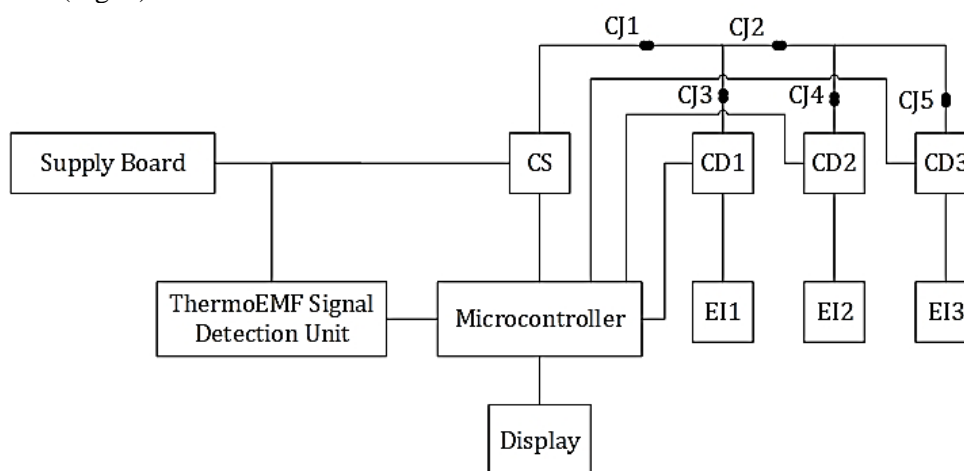 CJ1
CJ2
CJ3
CJ4
CJ5
Supply Board
CS
CD1
CD2
CD3
ThermoEMF Signal
Detection Unit
Microcontroller
EI1
EI2
EI3
Display